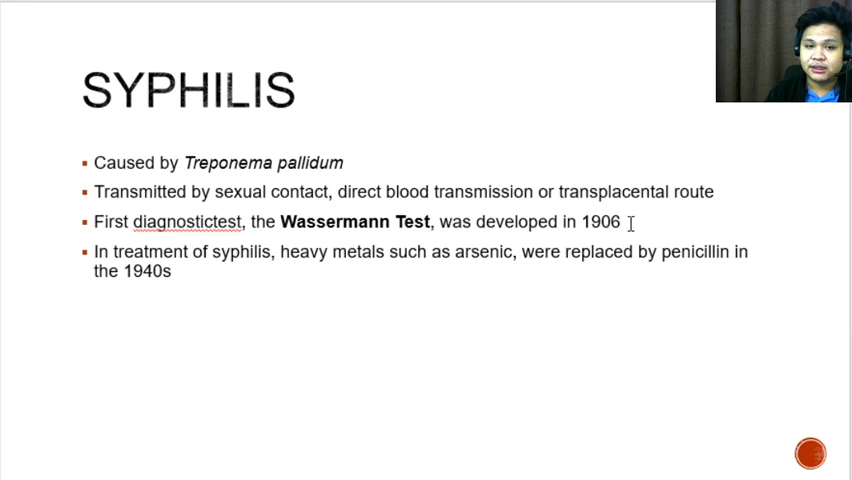 SYPHILIS
Caused by Treponema pallidum
Transmitted by sexual contact, direct blood transmission or transplacental route
First diagnostictest, the Wassermann Test, was developed in 1906
In treatment of syphilis, heavy metals such as arsenic, were replaced by penicillin in
the 1940s